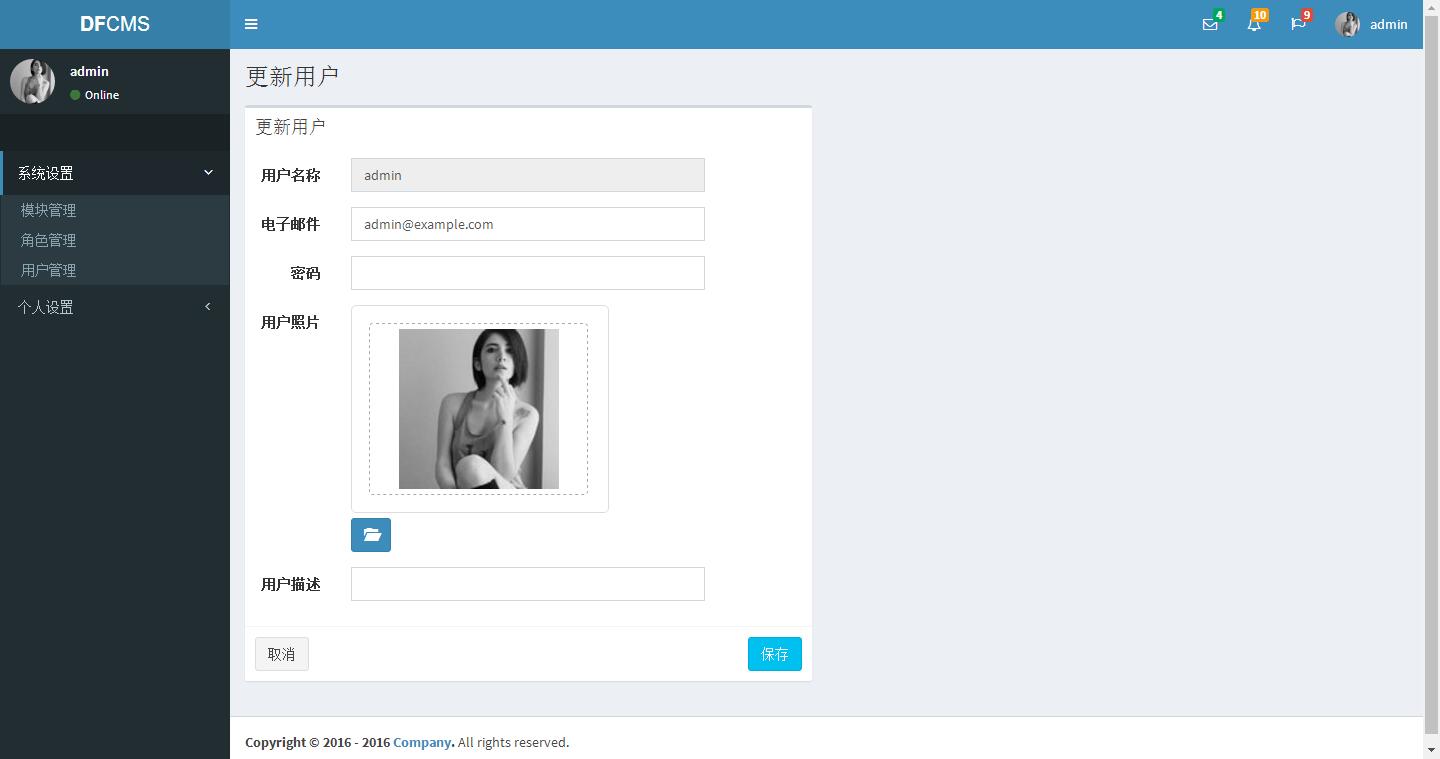 DFCMS
4
10
9
admin
admin
Online
系统设置
模块管理
角色管理
用户管理
个人设置
更新用户
更新用户
用户名称 admin
电子邮件 admin@example.com
密码
用户照片
用户描述
取消 保存
Copyright © 2016 - 2016 Company. All rights reserved.